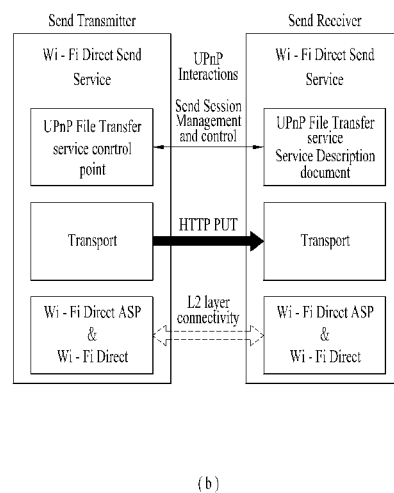 Send Transmitter
Send Receiver
Wi - Fi Direct Send
Service
UPnP
Interactions
Wi - Fi Direct Send
Service
UPnP File Transfer
service conrtrol
point
Send Session
Management
and control
UPnP File Transfer
service
Service Description
document
Transport
HTTP PUT
Transport
Wi - Fi Direct ASP
&
Wi - Fi Direct
L2 layer
connectivity
Wi - Fi Direct ASP
&
Wi - Fi Direct
( b )